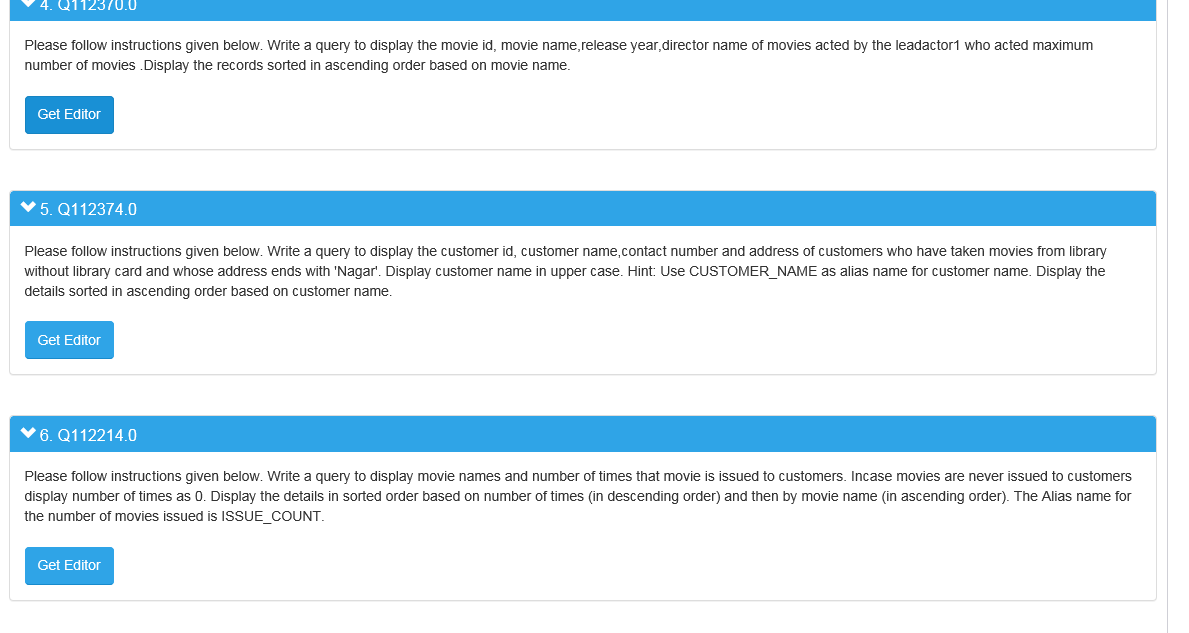 4. Q112370.0
Please follow instructions given below. Write a query to display the movie id, movie name,release year,director name of movies acted by the leadactor1 who acted maximum
number of movies .Display the records sorted in ascending order based on movie name.
Get Editor
5. Q112374.0
Please follow instructions given below. Write a query to display the customer id, customer name,contact number and address of customers who have taken movies from library
without library card and whose address ends with 'Nagar'. Display customer name in upper case. Hint: Use CUSTOMER_NAME as alias name for customer name. Display the
details sorted in ascending order based on customer name.
Get Editor
6. Q112214.0
Please follow instructions given below. Write a query to display movie names and number of times that movie is issued to customers. Incase movies are never issued to customers
display number of times as 0. Display the details in sorted order based on number of times (in descending order) and then by movie name (in ascending order). The Alias name for
the number of movies issued is ISSUE_COUNT.
Get Editor